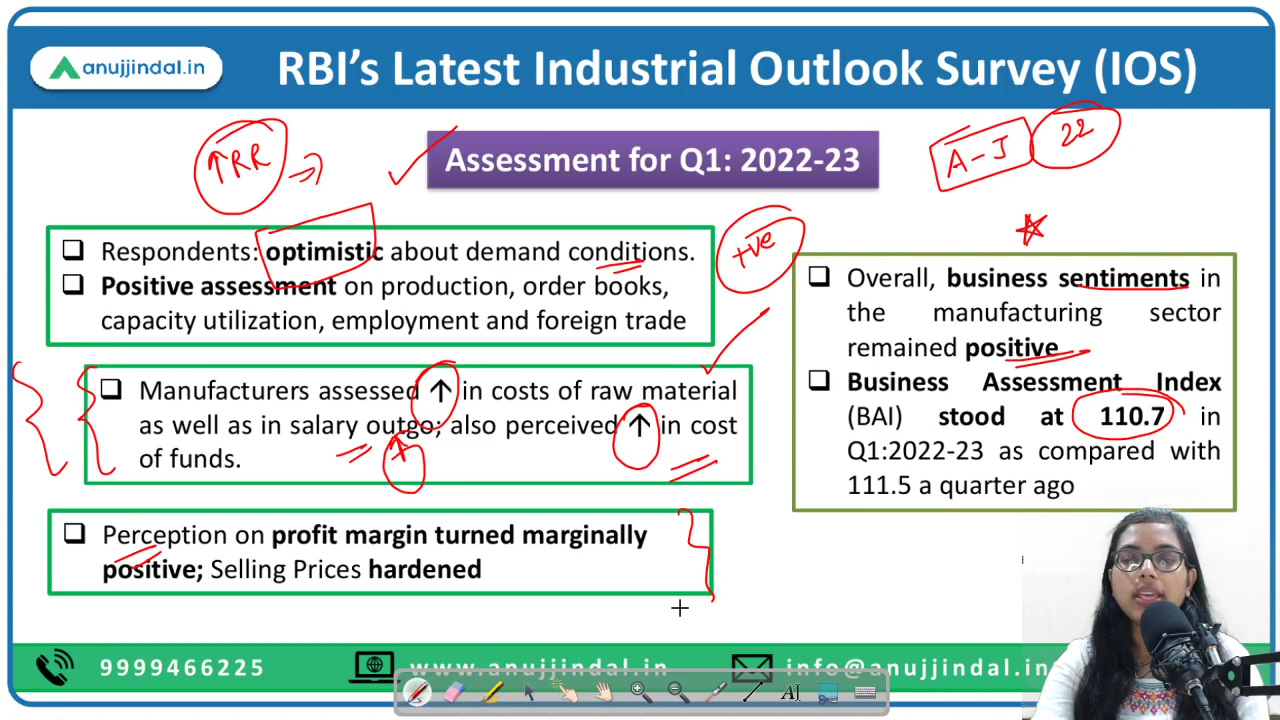 anujjindal.in
RBI's Latest Industrial Outlook Survey (IOS)
↑RR ⇒
A-J 22
Assessment for Q1: 2022-23
❑ Respondents: optimistic about demand conditions.
❑ Positive assessment on production, order books,
capacity utilization, employment and foreign trade
+ve
❑ Manufacturers assessed ↑ in costs of raw material
as well as in salary outgo; also perceived ↑ in cost
of funds.
↑
❑ Perception on profit margin turned marginally
positive; Selling Prices hardened
❑ Overall, business sentiments in
the manufacturing sector
remained positive
❑ Business Assessment Index
(BAI) stood at 110.7 in
Q1:2022-23 as compared with
111.5 a quarter ago
9999466225
www.anujjindal.in
info@anujjindal.in
AI